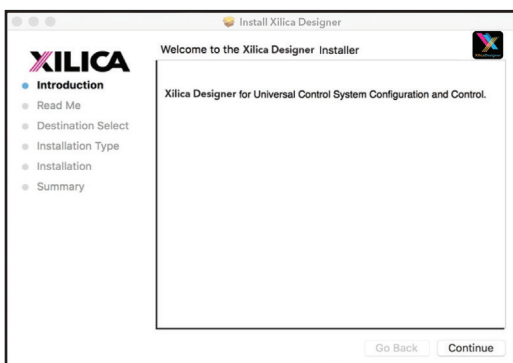 Install Xilica Designer
XILICA
Welcome to the Xilica Designer Installer
Introduction
Read Me
Destination Select
Installation Type
Installation
Summary
Xilica Designer for Universal Control System Configuration and Control.
Go Back
Continue